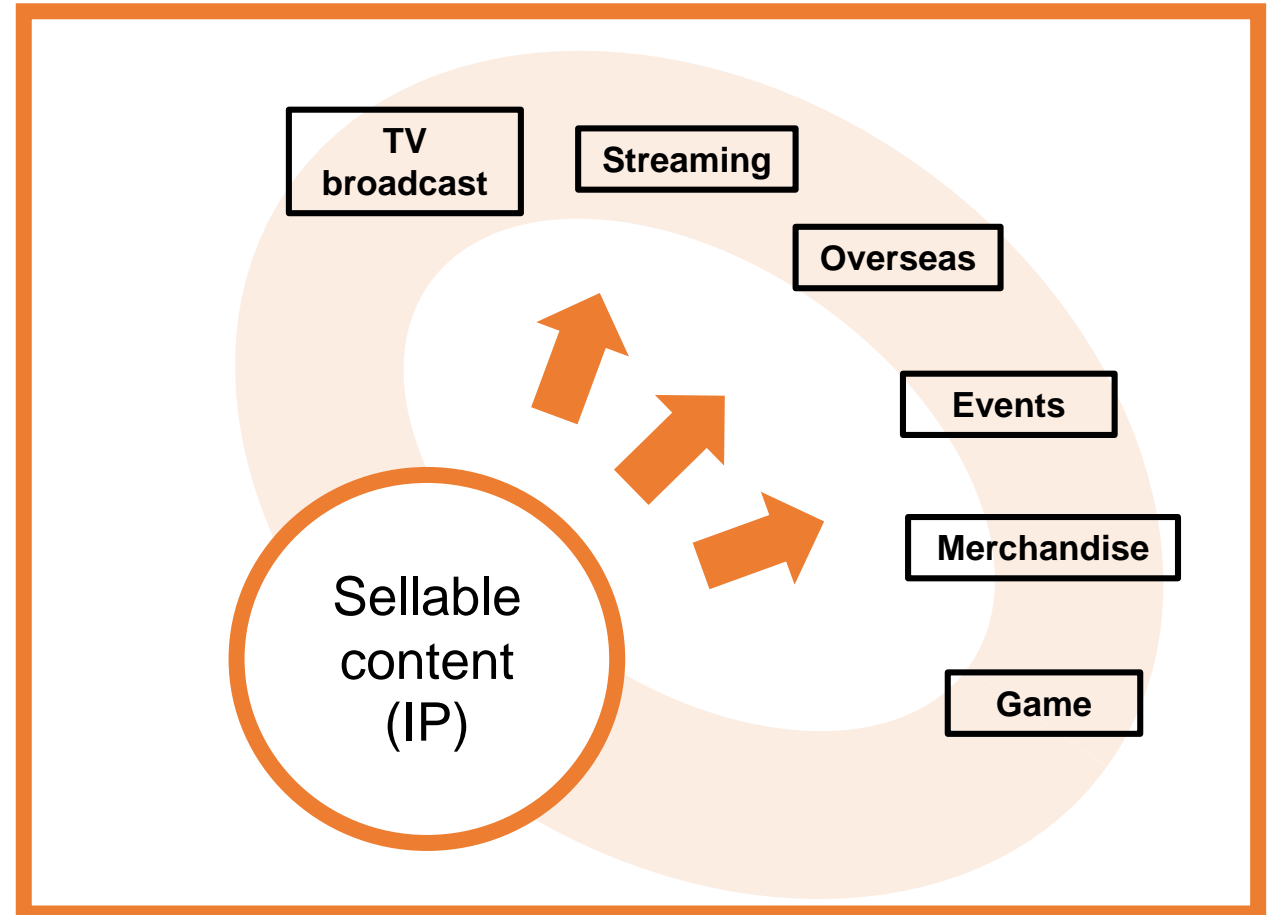 TV
broadcast
Streaming
Overseas
Events
Merchandise
Game
Sellable
content
(IP)